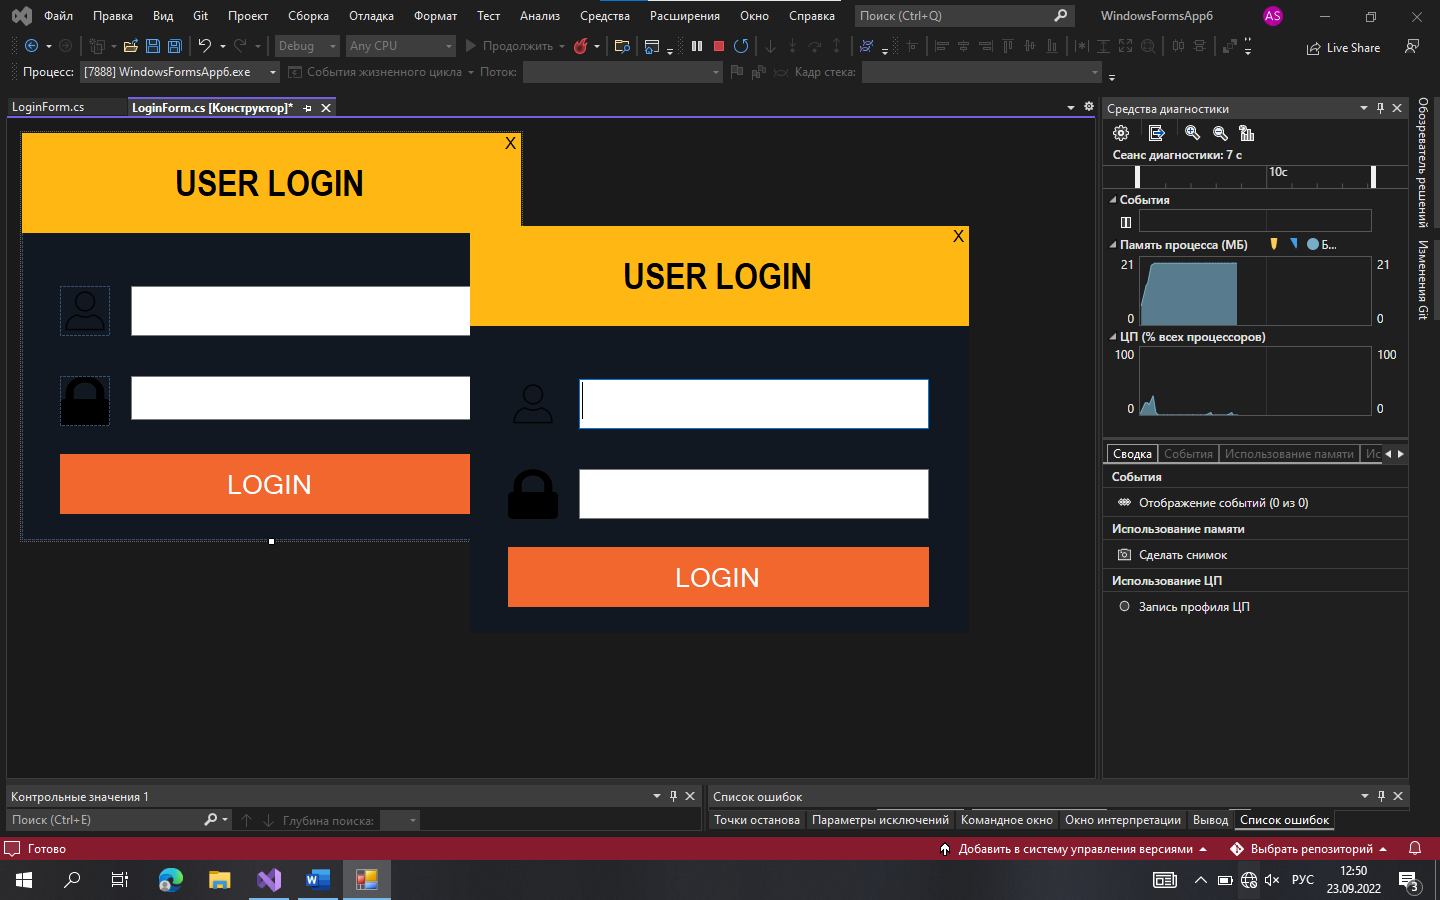 Файл Правка Вид Git Проект Сборка Отладка Формат Тест Анализ Средства Расширения Окно Справка Поиск (Ctrl+Q) WindowsFormsApp6 AS
Debug Any CPU Продолжить Live Share
Процесс: [7888] WindowsFormsApp6.exe События жизненного цикла Поток: Кадр стека:
LoginForm.cs LoginForm.cs [Конструктор]*
X
USER LOGIN
LOGIN
X
USER LOGIN
LOGIN
Средства диагностики
Сеанс диагностики: 7 с
10с
События
Память процесса (МБ) Б...
21 21
0 0
ЦП (% всех процессоров)
100 100
0 0
Сводка События Использование памяти Ис
События
Отображение событий (0 из 0)
Использование памяти
Сделать снимок
Использование ЦП
Запись профиля ЦП
Обозреватель решений
Изменения Git
Контрольные значения 1
Поиск (Ctrl+E) Глубина поиска:
Список ошибок
Точки останова Параметры исключений Командное окно Окно интерпретации Вывод Список ошибок
Готово Добавить в систему управления версиями Выбрать репозиторий
РУС 12:50
23.09.2022 3